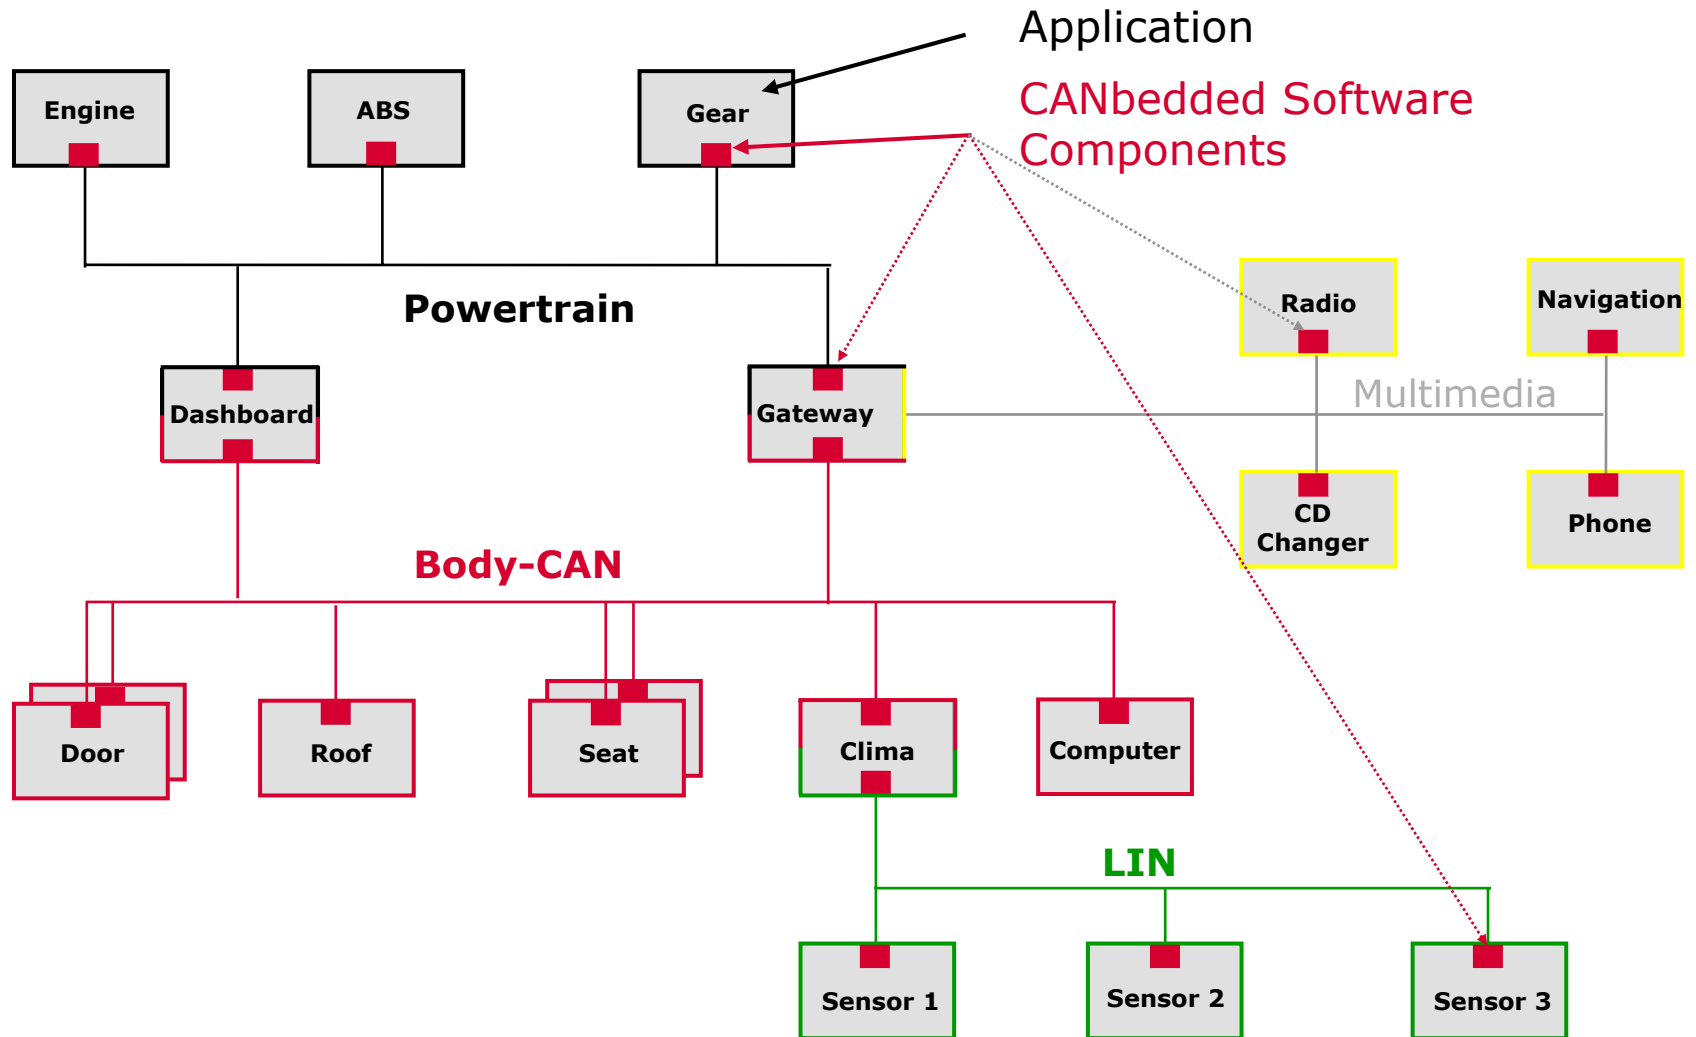 Application
CANbedded Software
Components
Engine
ABS
Gear
Powertrain
Radio
Navigation
Multimedia
Dashboard
Gateway
CD
Changer
Phone
Body-CAN
Door
Roof
Seat
Clima
Computer
LIN
Sensor 1
Sensor 2
Sensor 3